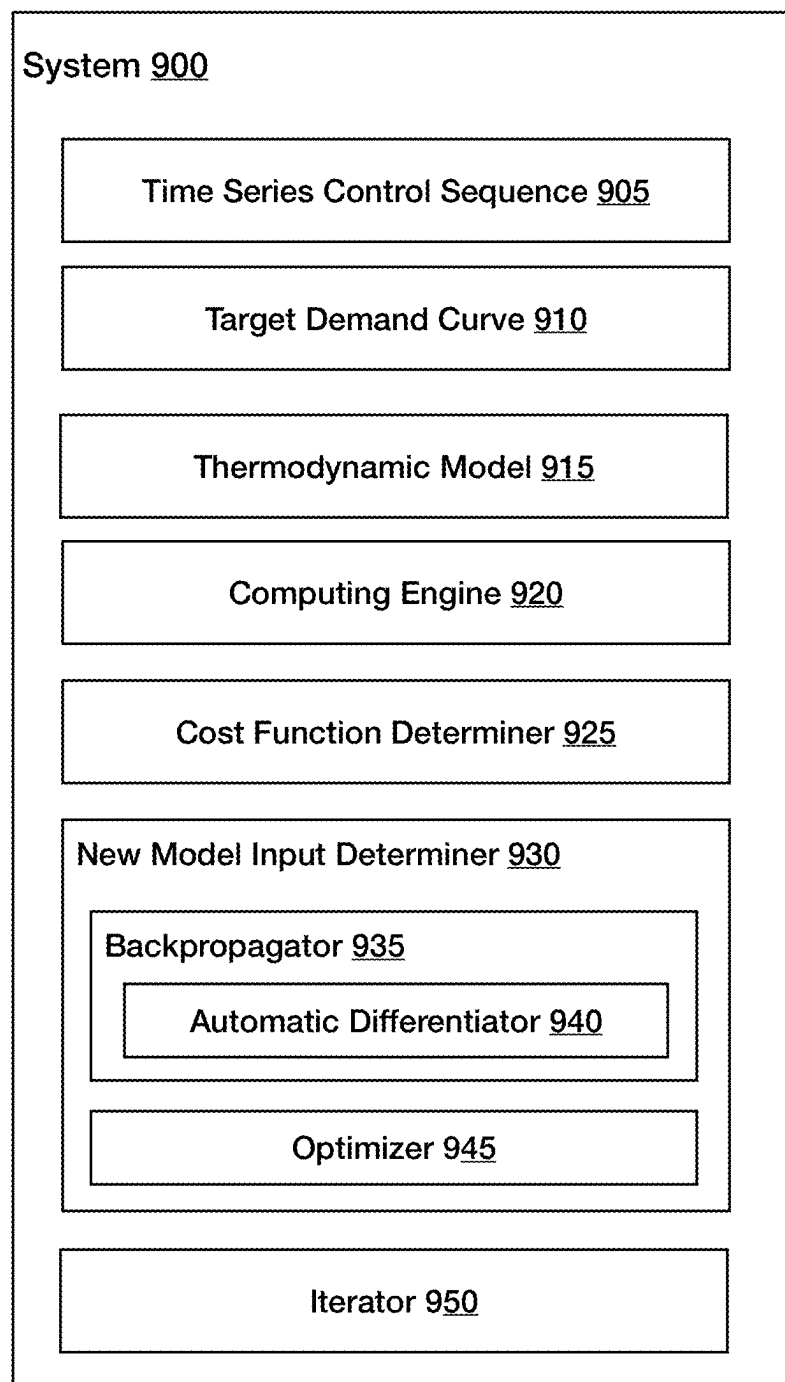 System 900
Time Series Control Sequence 905
Target Demand Curve 910
Thermodynamic Model 915
Computing Engine 920
Cost Function Determiner 925
New Model Input Determiner 930
Backpropagator 935
Automatic Differentiator 940
Optimizer 945
Iterator 950